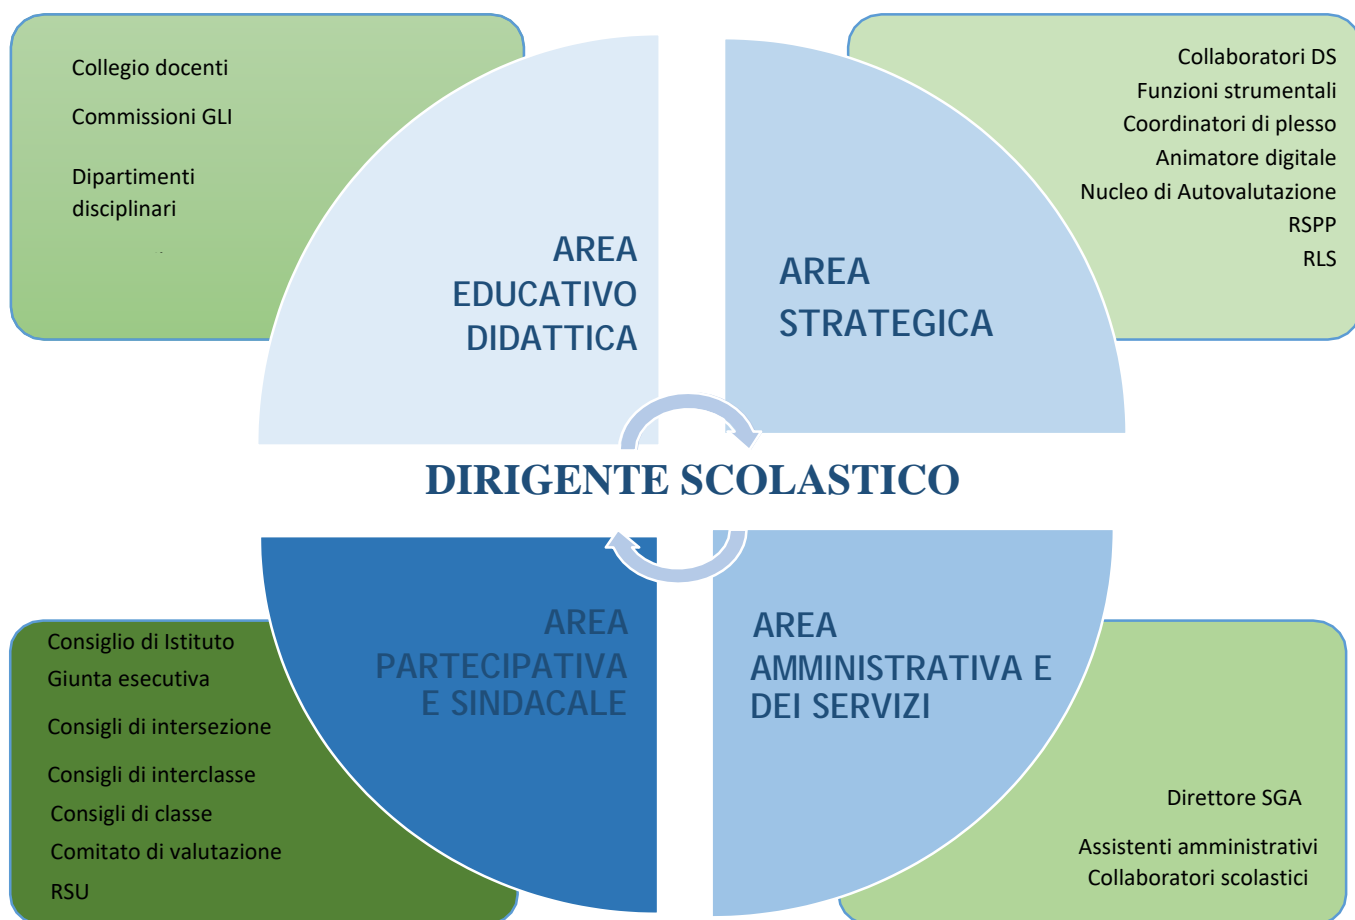 Collegio docenti
Commissioni GLI
Dipartimenti
disciplinari
AREA
EDUCATIVO
DIDATTICA
Collaboratori DS
Funzioni strumentali
Coordinatori di plesso
Animatore digitale
Nucleo di Autovalutazione
RSPP
RLS
AREA
STRATEGICA
DIRIGENTE SCOLASTICO
Consiglio di Istituto
Giunta esecutiva
Consigli di intersezione
Consigli di interclasse
Consigli di classe
Comitato di valutazione
RSU
AREA
PARTECIPATIVA
E SINDACALE
AREA
AMMINISTRATIVA E
DEI SERVIZI
Direttore SGA
Assistenti amministrativi
Collaboratori scolastici